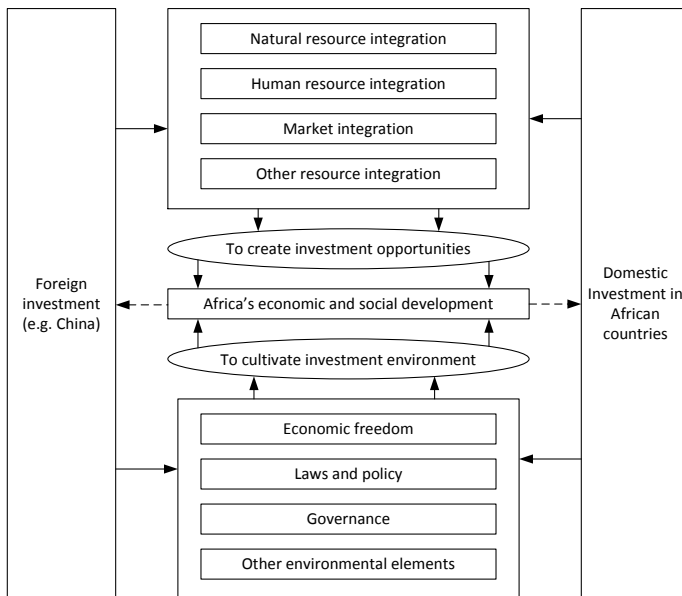 Natural resource integration
Human resource integration
Market integration
Other resource integration
To create investment opportunities
Foreign
investment
(e.g. China)
Africa's economic and social development
Domestic
Investment in
African
countries
To cultivate investment environment
Economic freedom
Laws and policy
Governance
Other environmental elements